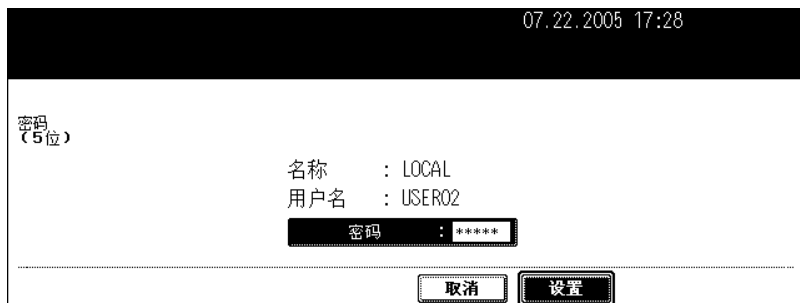 07.22.2005 17:28
密码
(5位)
名称 : LOCAL
用户名 : USER02
密码 : *****
取消 设置